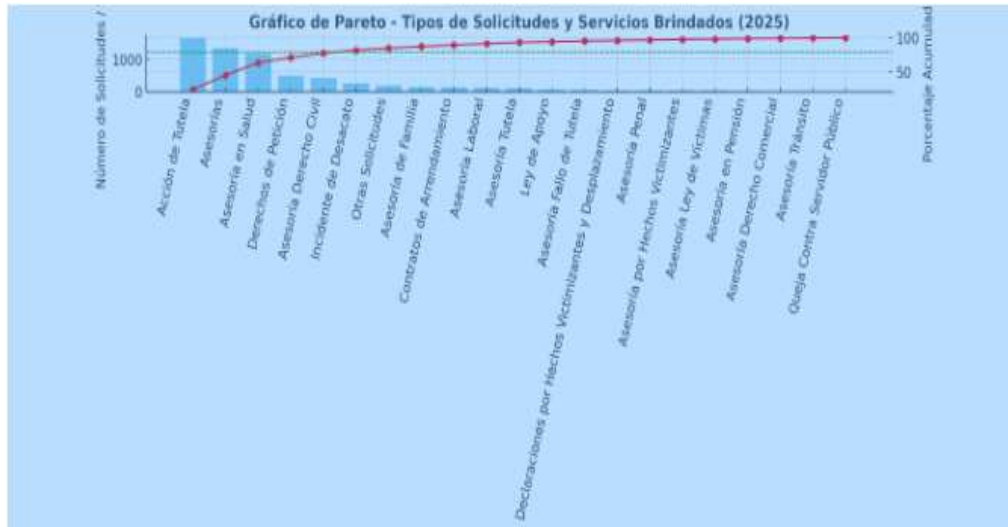 Gráfico de Pareto - Tipos de Solicitudes y Servicios Brindados (2025)
Número de Solicitudes /
1000
0
100
50
Porcentaje Acumulad
Acción de Tutela
Asesorías
Asesoría en Salud
Derechos de Petición
Asesoría Derecho Civil
Incidente de Desacato
Otras Solicitudes
Asesoría de Familia
Contratos de Arrendamiento
Asesoría Laboral
Asesoría Tutela
Ley de Apoyo
Asesoría Fallo de Tutela
Declaraciones por Hechos Victimizantes y Desplazamiento
Asesoría Penal
Asesoría por Hechos Victimizantes
Asesoría Ley de Víctimas
Asesoría en Pensión
Asesoría Derecho Comercial
Asesoría Tránsito
Queja Contra Servidor Público